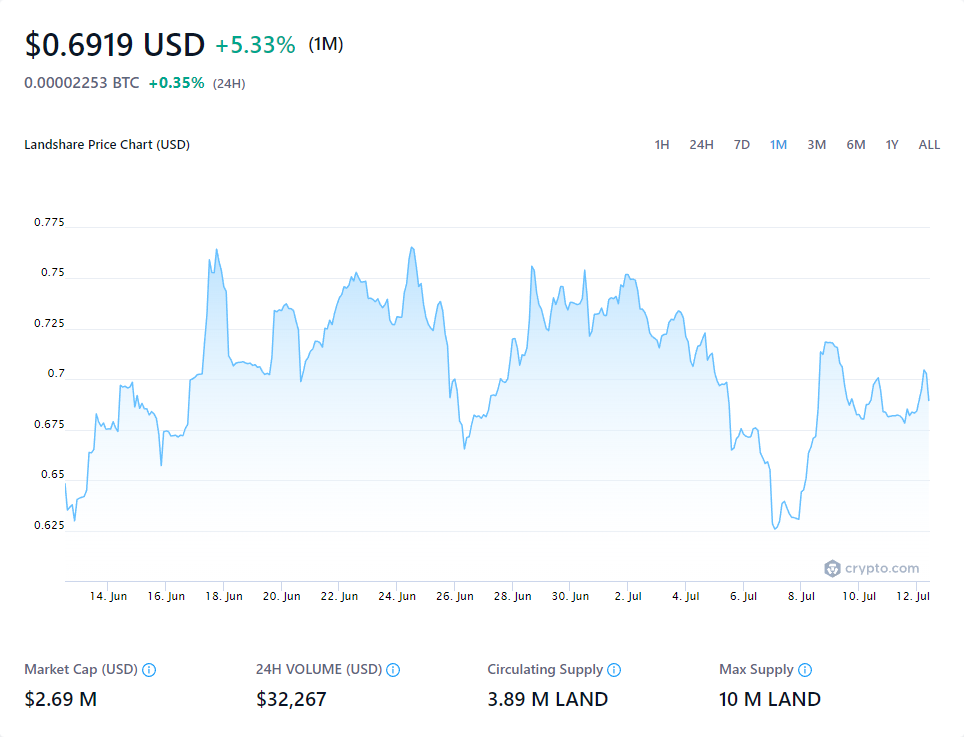 $0.6919 USD +5.33% (1M)
0.00002253 BTC +0.35% (24H)
Landshare Price Chart (USD) 1H 24H 7D 1M 3M 6M 1Y ALL
0.775
0.75
0.725
0.7
0.675
0.65
0.625
crypto.com
14. Jun 16. Jun 18. Jun 20. Jun 22. Jun 24. Jun 26. Jun 28. Jun 30. Jun 2. Jul 4. Jul 6. Jul 8. Jul 10. Jul 12. Jul
Market Cap (USD) 24H VOLUME (USD) Circulating Supply Max Supply
$2.69 M $32,267 3.89 M LAND 10 M LAND